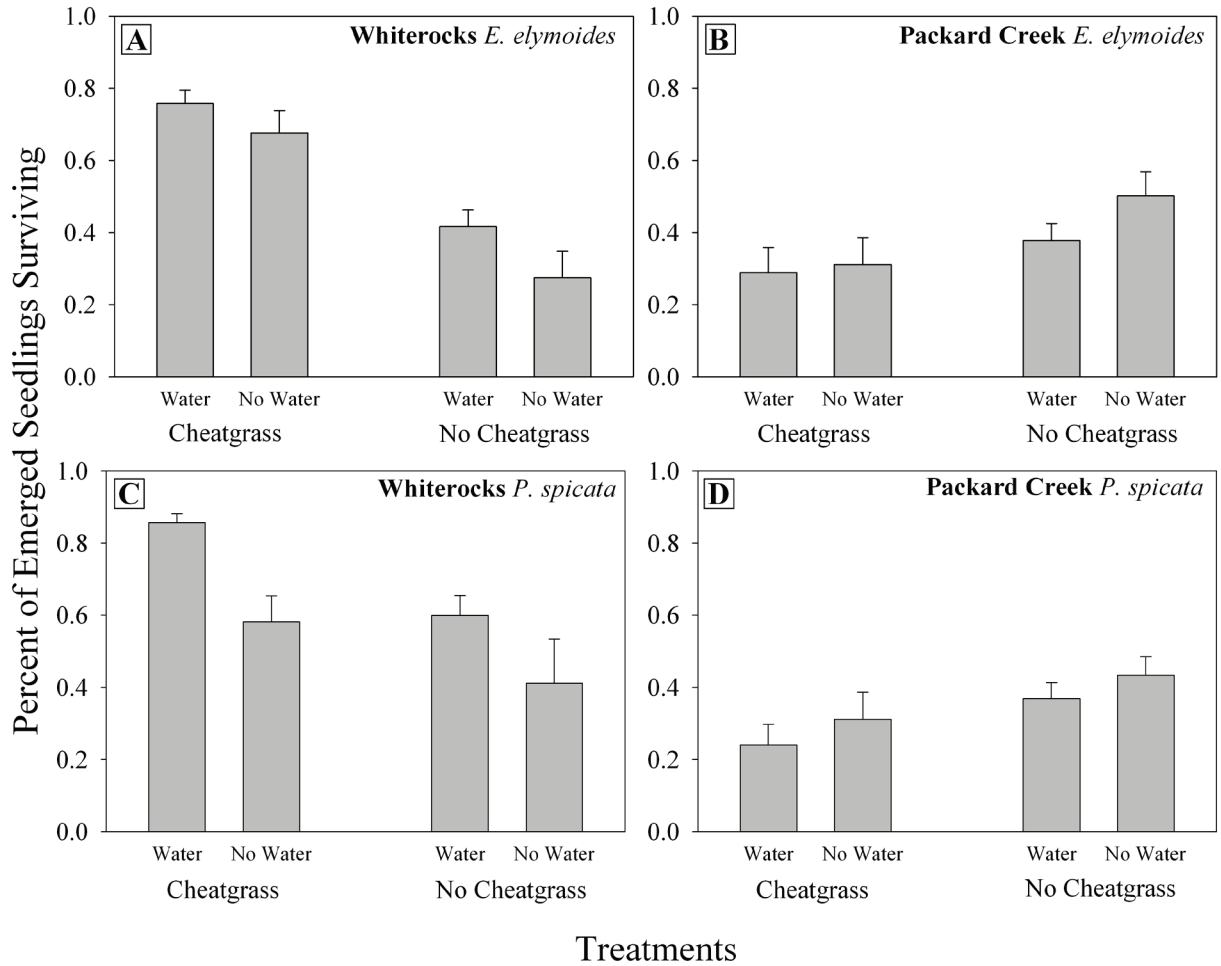 Percent of Emerged Seedlings Surviving
A
Whiterocks E. elymoides
1.0
0.8
0.6
0.4
0.2
0.0
Water No Water Water No Water
Cheatgrass No Cheatgrass
B
Packard Creek E. elymoides
1.0
0.8
0.6
0.4
0.2
0.0
Water No Water Water No Water
Cheatgrass No Cheatgrass
C
Whiterocks P. spicata
1.0
0.8
0.6
0.4
0.2
0.0
Water No Water Water No Water
Cheatgrass No Cheatgrass
D
Packard Creek P. spicata
1.0
0.8
0.6
0.4
0.2
0.0
Water No Water Water No Water
Cheatgrass No Cheatgrass
Treatments